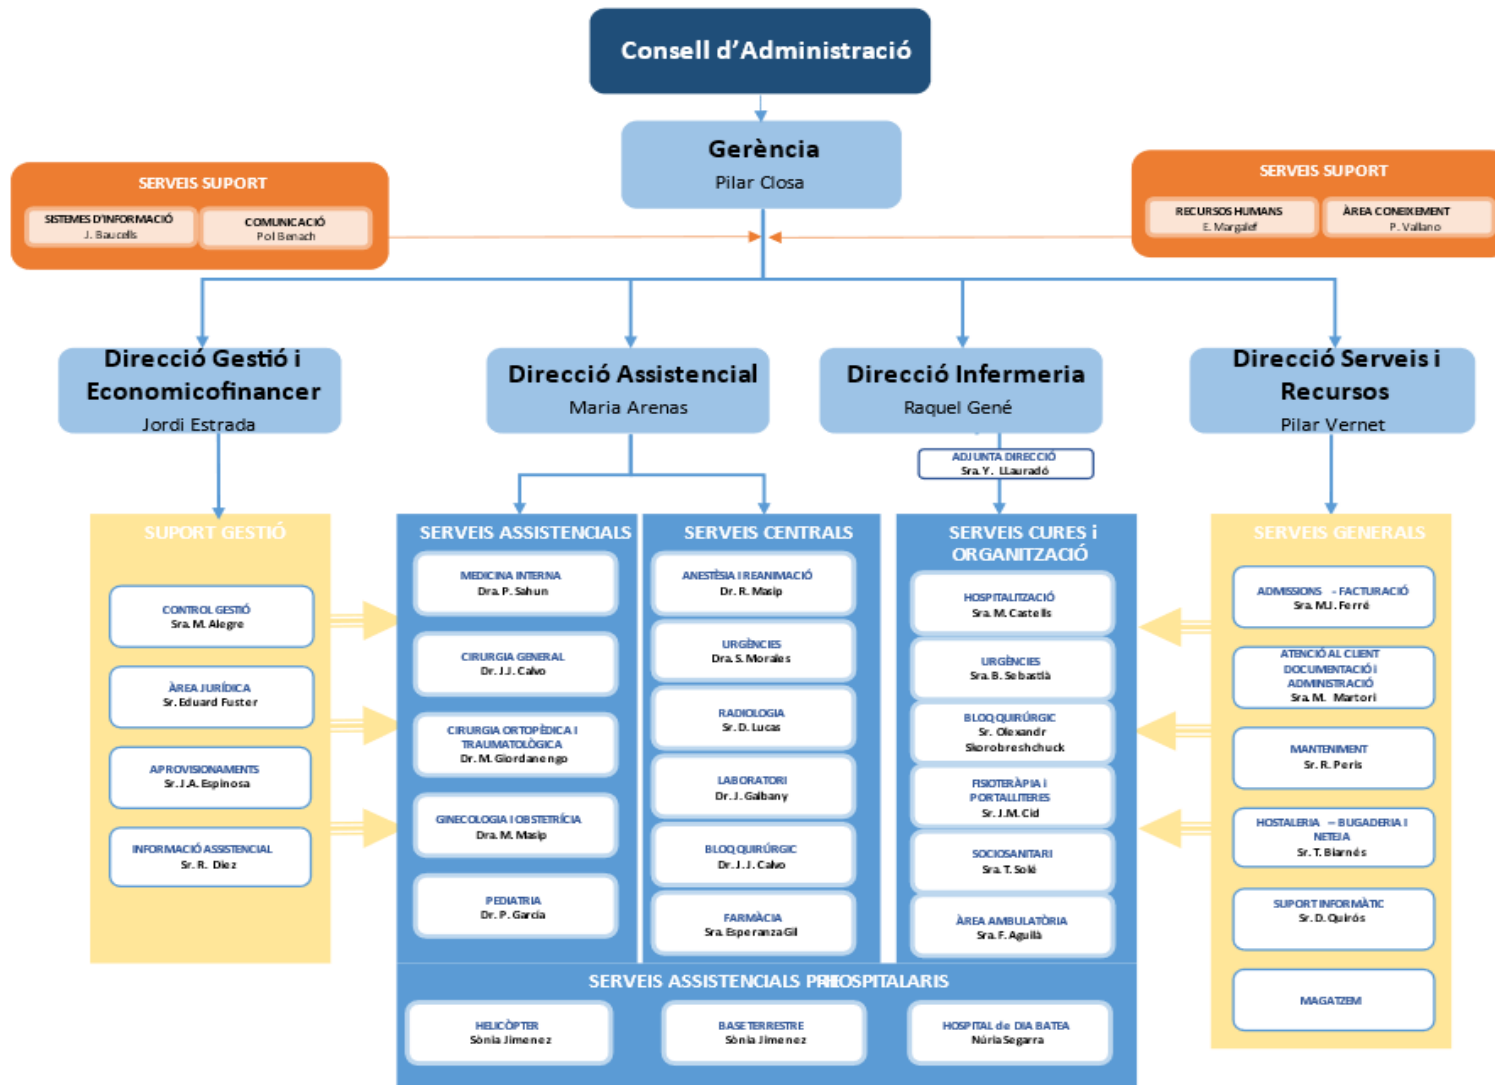 Consell d'Administració
Gerència
Pilar Closa
SERVEIS SUPORT
SISTEMES D'INFORMACIÓ
J. Baucells
COMUNICACIÓ
Pol Benach
SERVEIS SUPORT
RECURSOS HUMANS
E. Margalef
ÀREA CONEIXEMENT
P. Vallano
Direcció Gestió i
Economicofinancer
Jordi Estrada
Direcció Assistencial
Maria Arenas
Direcció Infermeria
Raquel Gené
Direcció Serveis i
Recursos
Pilar Vernet
ADJUNTA DIRECCIÓ
Sra. Y. LLauradó
SUPORT GESTIÓ
CONTROL GESTIÓ
Sra. M. Alegre
ÀREA JURÍDICA
Sr. Eduard Fuster
APROVISIONAMENTS
Sr. J.A. Espinosa
INFORMACIÓ ASSISTENCIAL
Sr. R. Diez
SERVEIS ASSISTENCIALS
MEDICINA INTERNA
Dra. P. Sahun
CIRURGIA GENERAL
Dr. J.J. Calvo
CIRURGIA ORTOPÈDICA I
TRAUMATOLÒGICA
Dr. M. Giordanengo
GINECOLOGIA I OBSTETRÍCIA
Dra. M. Masip
PEDIATRIA
Dr. P. García
SERVEIS CENTRALS
ANESTÈSIA I REANIMACIÓ
Dr. R. Masip
URGÈNCIES
Dra. S. Morales
RADIOLOGIA
Sr. D. Lucas
LABORATORI
Dr. J. Galbany
BLOQ QUIRÚRGIC
Dr. J. J. Calvo
FARMÀCIA
Sra. Esperanza Gil
SERVEIS CURES i
ORGANITZACIÓ
HOSPITALITZACIÓ
Sra. M. Castells
URGÈNCIES
Sra. B. Sebastià
BLOQ QUIRÚRGIC
Sr. Olexandr
Skorobreshchuck
FISIOTERÀPIA i
PORTALLITERES
Sr. J.M. Cid
SOCIOSANITARI
Sra. T. Solé
ÀREA AMBULATÒRIA
Sra. F. Aguilà
SERVEIS GENERALS
ADMISSIONS - FACTURACIÓ
Sra. M.J. Ferré
ATENCIÓ AL CLIENT
DOCUMENTACIÓ i
ADMINISTRACIÓ
Sra. M. Martori
MANTENIMENT
Sr. R. Peris
HOSTALERIA – BUGADERIA I
NETEJA
Sr. T. Biarnés
SUPORT INFORMÀTIC
Sr. D. Quirós
MAGATZEM
SERVEIS ASSISTENCIALS PREHOSPITALARIS
HELICÒPTER
Sònia Jimenez
BASE TERRESTRE
Sònia Jimenez
HOSPITAL de DIA BATEA
Núria Segarra